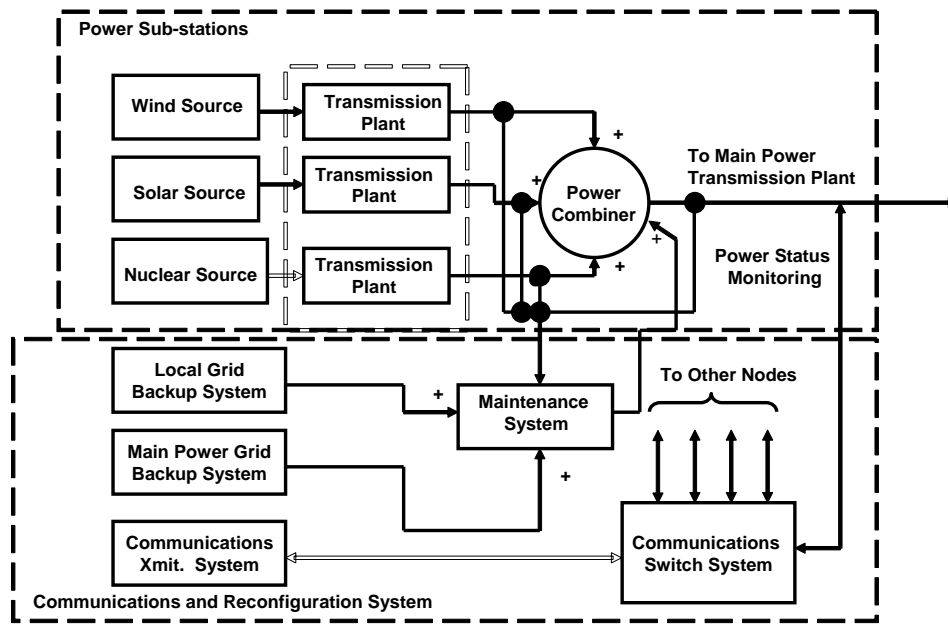 Power Sub-stations
Wind Source
Transmission
Plant
+
Solar Source
Transmission
Plant
+
Power
Combiner
To Main Power
Transmission Plant
+
Nuclear Source
Transmission
Plant
+
Power Status
Monitoring
Local Grid
Backup System
+
Maintenance
System
To Other Nodes
Main Power Grid
Backup System
+
Communications
Xmit. System
Communications
Switch System
Communications and Reconfiguration System